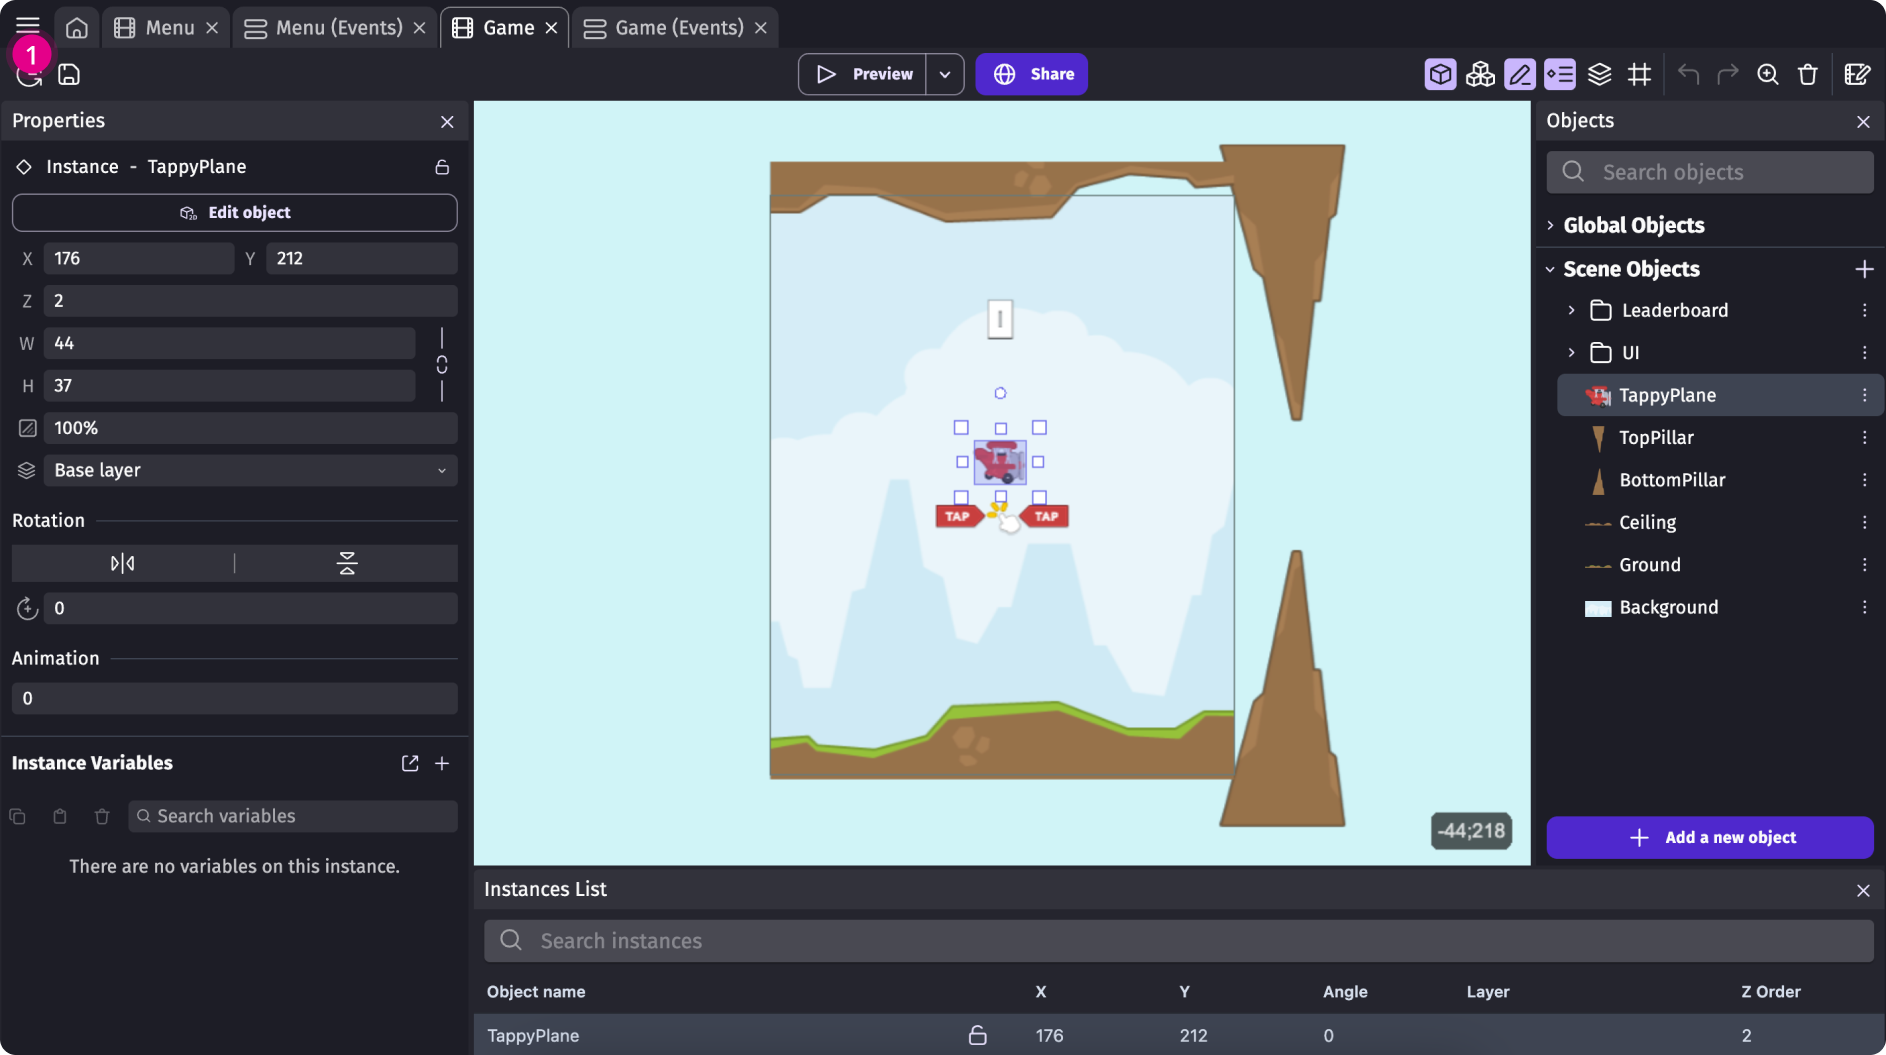 Menu
Menu (Events)
Game
Game (Events)
1
Preview
Share
Properties
Instance - TappyPlane
Edit object
X 176 Y 212
Z 2
W 44
H 37
100%
Base layer
Rotation
0
Animation
0
Instance Variables
Search variables
There are no variables on this instance.
TAP
TAP
-44;218
Objects
Search objects
Global Objects
Scene Objects
Leaderboard
UI
TappyPlane
TopPillar
BottomPillar
Ceiling
Ground
Background
Add a new object
Instances List
Search instances
Object name X Y Angle Layer Z Order
TappyPlane 176 212 0 2